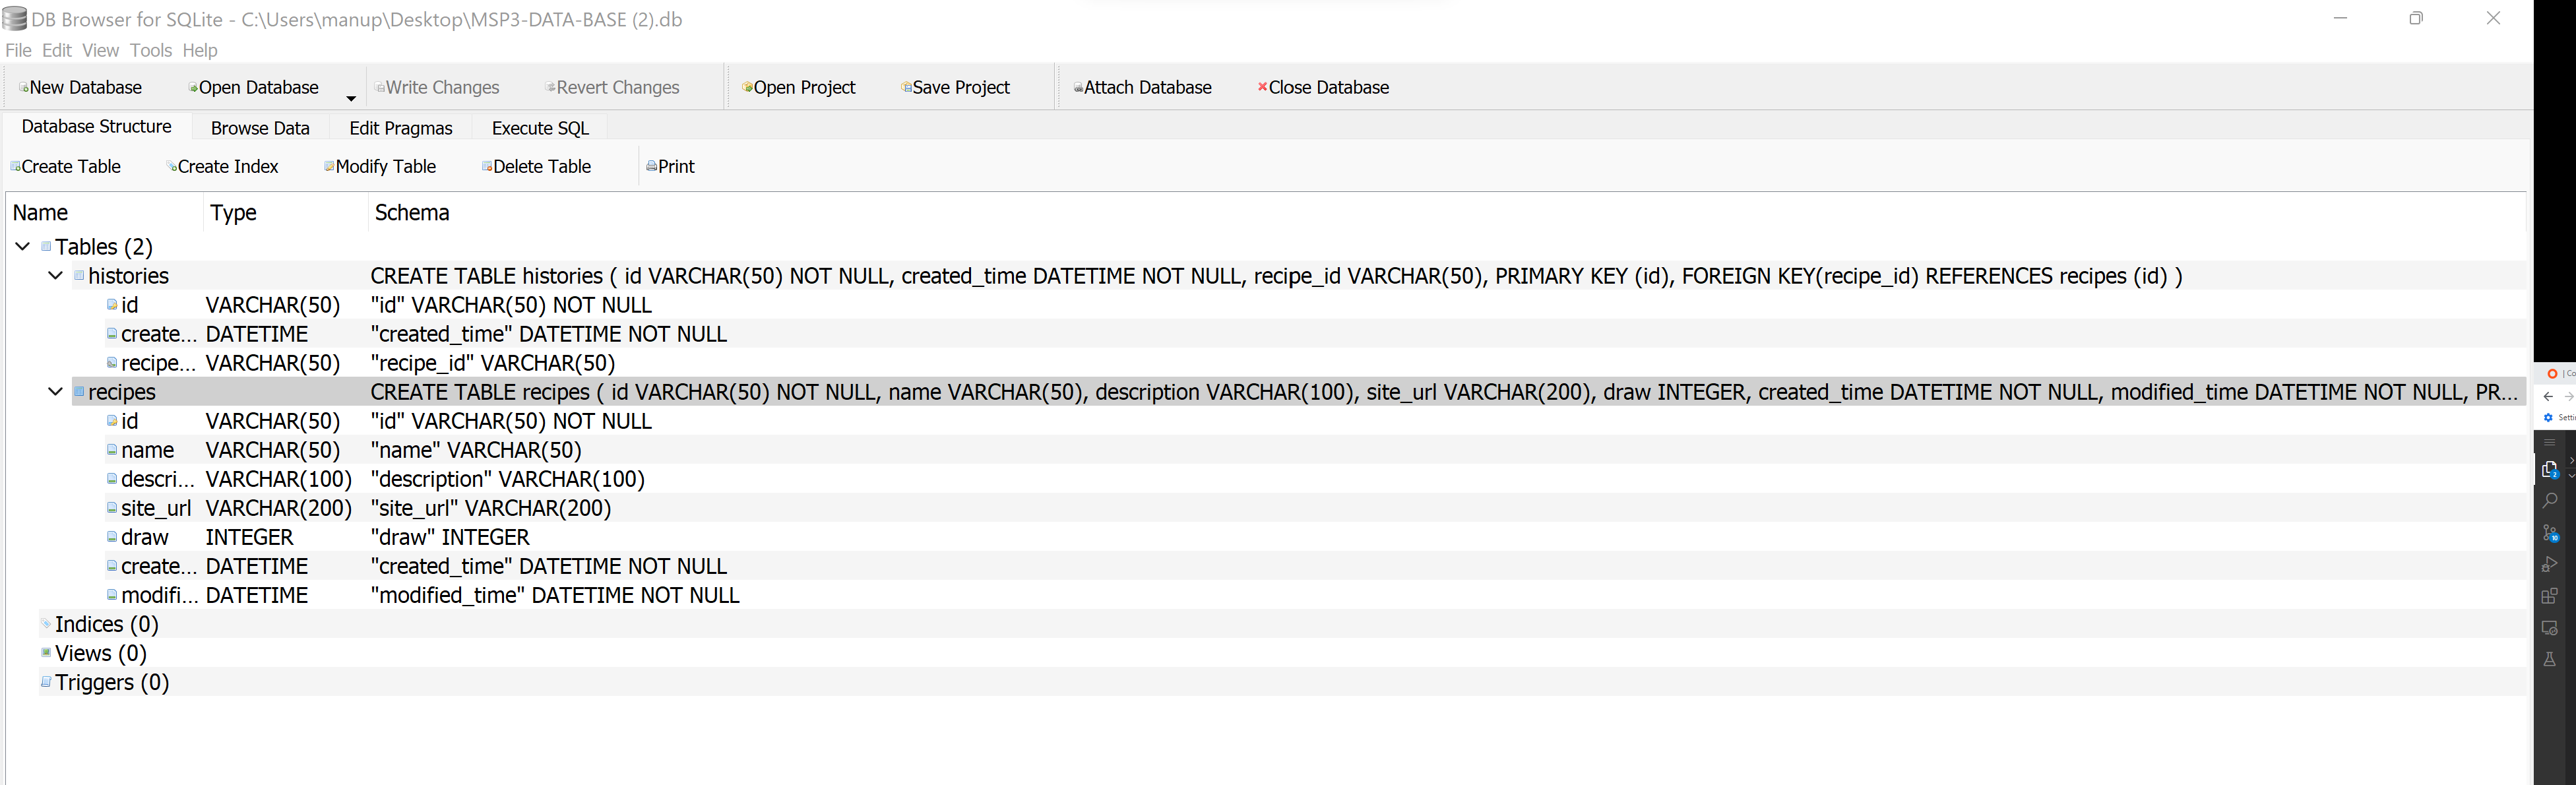 DB Browser for SQLite - C:\Users\manup\Desktop\MSP3-DATA-BASE (2).db
File Edit View Tools Help
New Database Open Database Write Changes Revert Changes Open Project Save Project Attach Database Close Database
Database Structure Browse Data Edit Pragmas Execute SQL
Create Table Create Index Modify Table Delete Table Print
Name Type Schema
Tables (2)
histories CREATE TABLE histories ( id VARCHAR(50) NOT NULL, created_time DATETIME NOT NULL, recipe_id VARCHAR(50), PRIMARY KEY (id), FOREIGN KEY(recipe_id) REFERENCES recipes (id) )
id VARCHAR(50) "id" VARCHAR(50) NOT NULL
create... DATETIME "created_time" DATETIME NOT NULL
recipe... VARCHAR(50) "recipe_id" VARCHAR(50)
recipes CREATE TABLE recipes ( id VARCHAR(50) NOT NULL, name VARCHAR(50), description VARCHAR(100), site_url VARCHAR(200), draw INTEGER, created_time DATETIME NOT NULL, modified_time DATETIME NOT NULL, PR...
id VARCHAR(50) "id" VARCHAR(50) NOT NULL
name VARCHAR(50) "name" VARCHAR(50)
descri... VARCHAR(100) "description" VARCHAR(100)
site_url VARCHAR(200) "site_url" VARCHAR(200)
draw INTEGER "draw" INTEGER
create... DATETIME "created_time" DATETIME NOT NULL
modifi... DATETIME "modified_time" DATETIME NOT NULL
Indices (0)
Views (0)
Triggers (0)
| Co
Setti
2
10